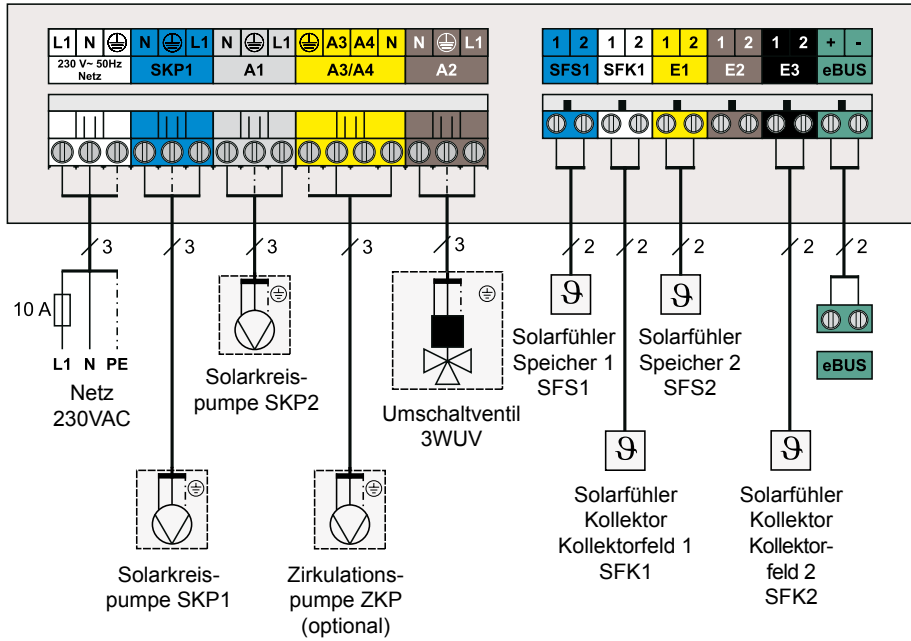 L1 N N L1 N L1 A3 A4 N N L1
230 V~ 50Hz
Netz
SKP1 A1 A3/A4 A2
1 2 1 2 1 2 1 2 1 2 + -
SFS1 SFK1 E1 E2 E3 eBUS
3 3 3 3 3 2 2 2 2 2
10 A
L1 N PE
Netz
230VAC
Solarkreis-
pumpe SKP2
Umschaltventil
3WUV
ϑ
Solarfühler
Speicher 1
SFS1
ϑ
Solarfühler
Speicher 2
SFS2
eBUS
Solarkreis-
pumpe SKP1
Zirkulations-
pumpe ZKP
(optional)
ϑ
Solarfühler
Kollektor
Kollektorfeld 1
SFK1
ϑ
Solarfühler
Kollektor
Kollektor-
feld 2
SFK2